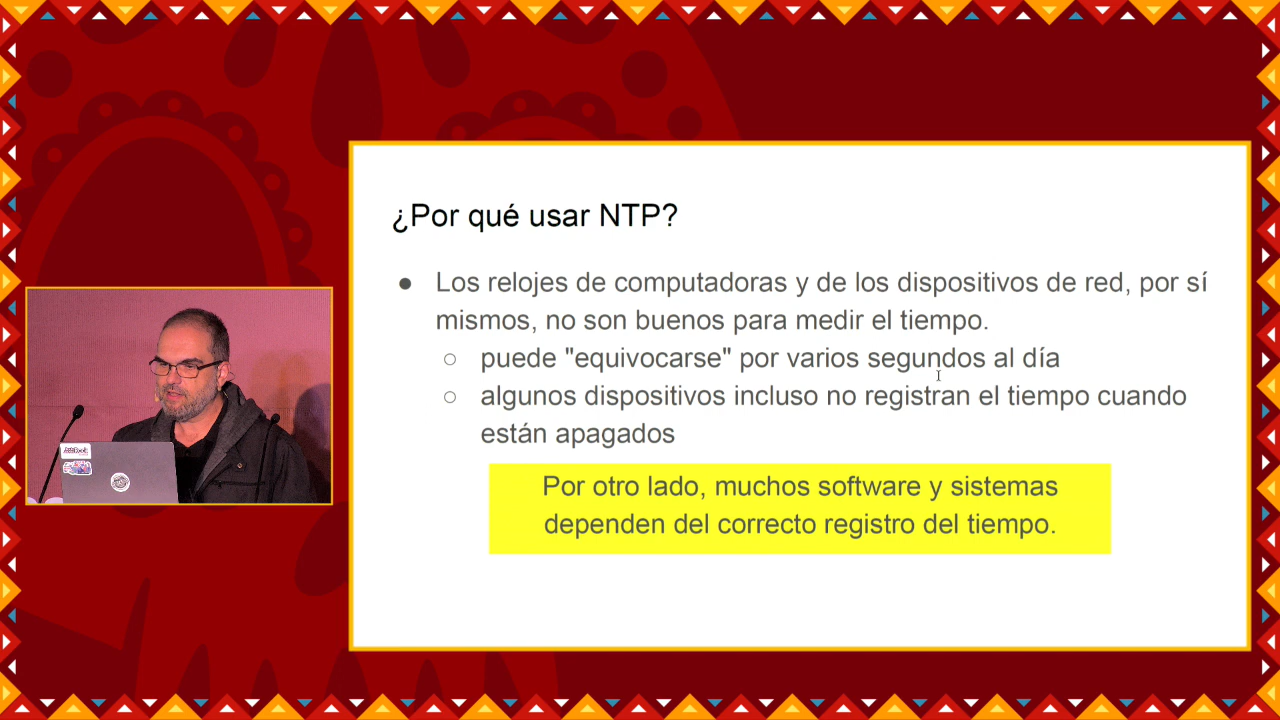 ¿Por qué usar NTP?
● Los relojes de computadoras y de los dispositivos de red, por sí
mismos, no son buenos para medir el tiempo.
○ puede "equivocarse" por varios segundos al día
○ algunos dispositivos incluso no registran el tiempo cuando
están apagados
Por otro lado, muchos software y sistemas
dependen del correcto registro del tiempo.